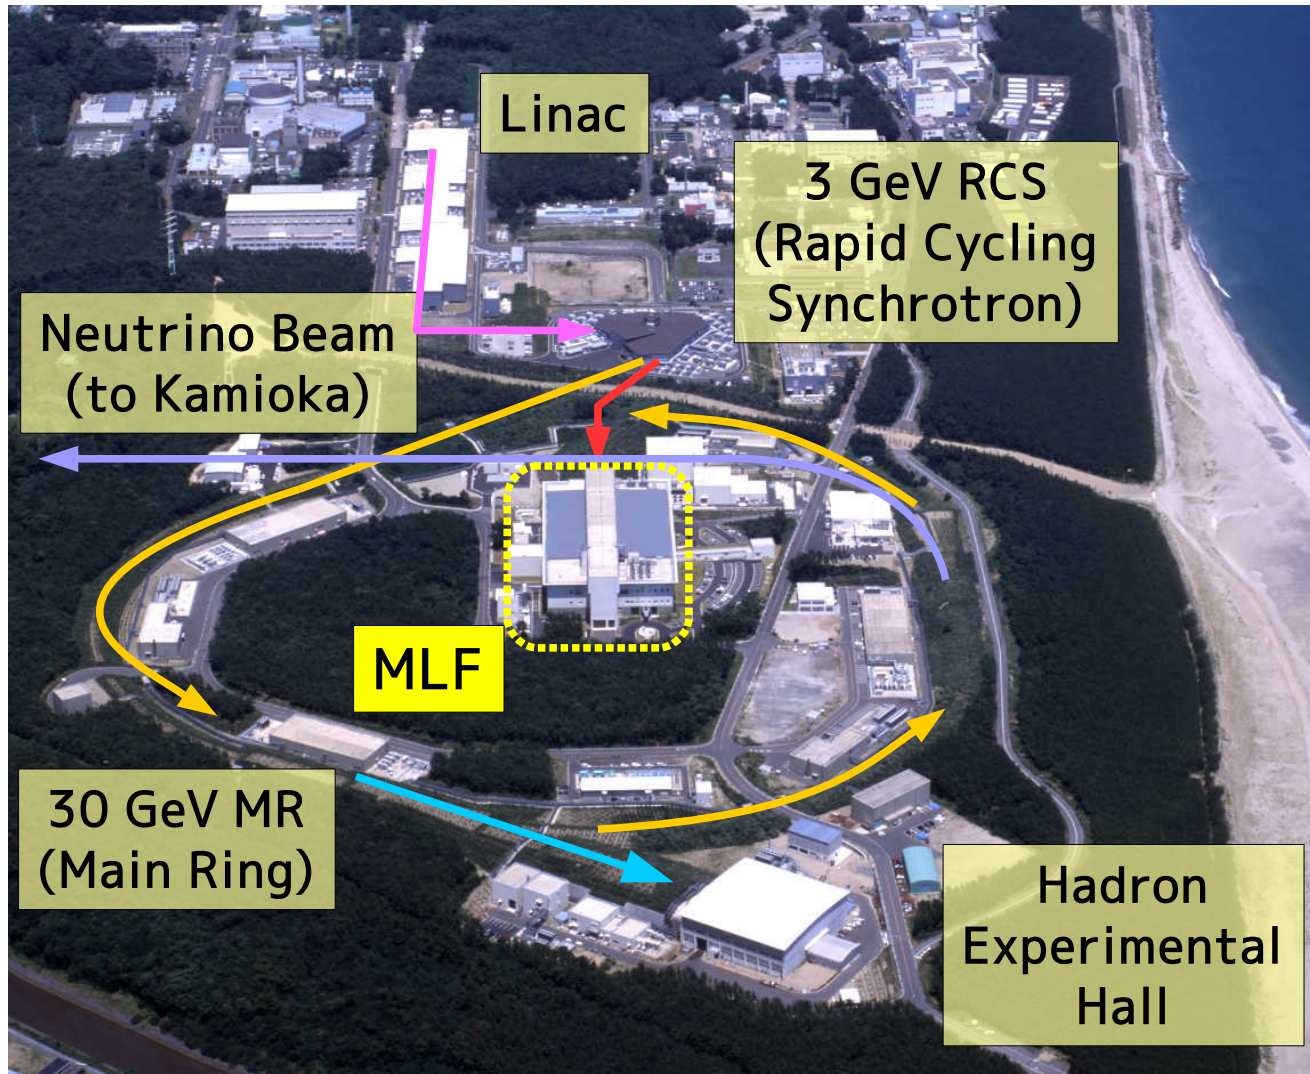 Linac
3 GeV RCS
(Rapid Cycling
Synchrotron)
Neutrino Beam
(to Kamioka)
MLF
30 GeV MR
(Main Ring)
Hadron
Experimental
Hall